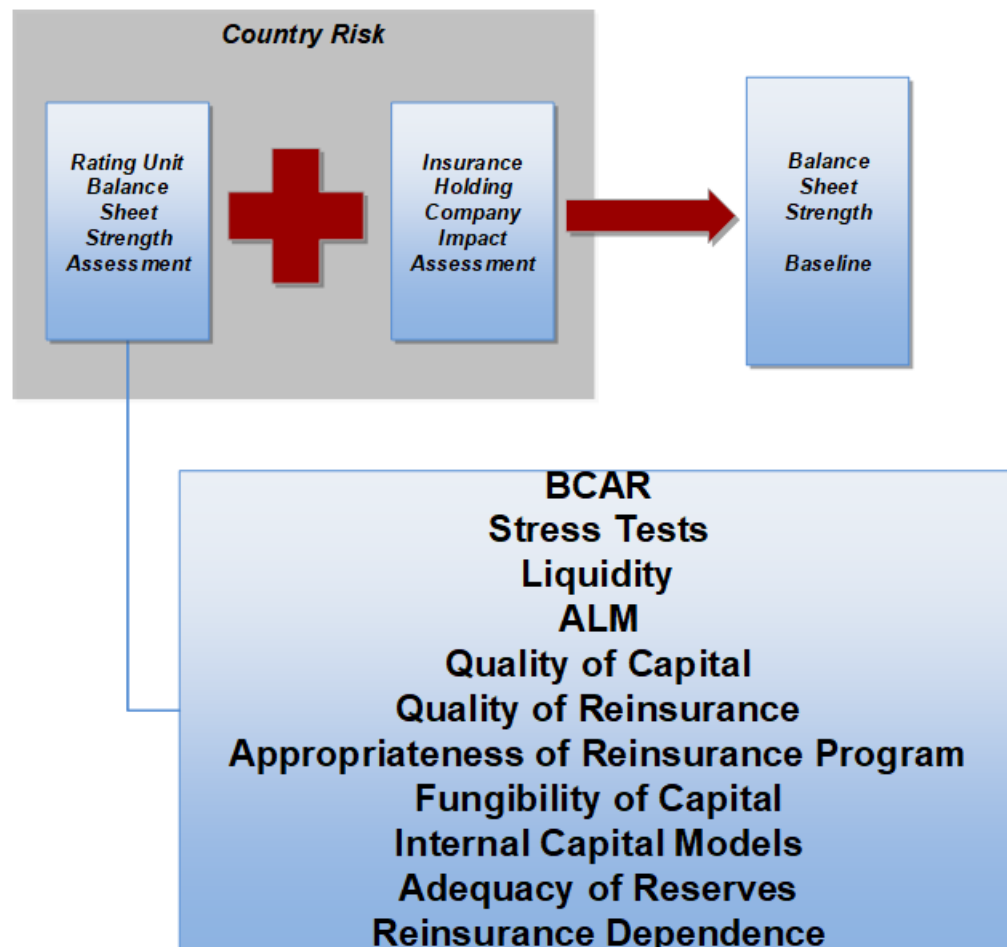 Country Risk
Rating Unit
Balance
Sheet
Strength
Assessment
Insurance
Holding
Company
Impact
Assessment
Balance
Sheet
Strength
Baseline
BCAR
Stress Tests
Liquidity
ALM
Quality of Capital
Quality of Reinsurance
Appropriateness of Reinsurance Program
Fungibility of Capital
Internal Capital Models
Adequacy of Reserves
Reinsurance Dependence